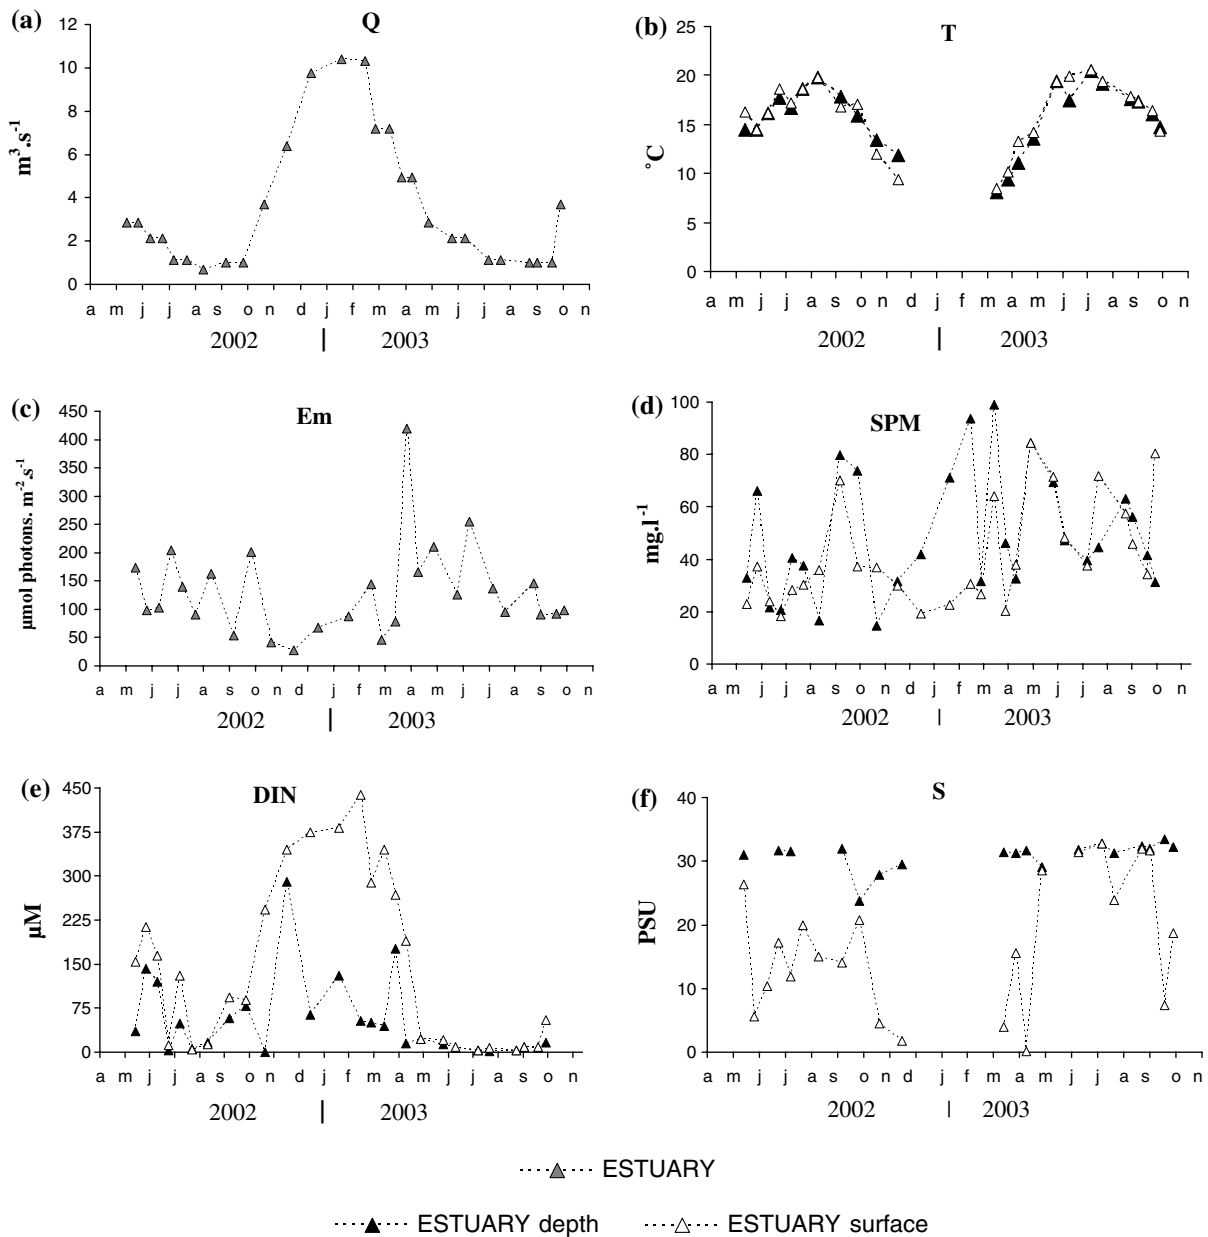 (a) Q
12
10
8
6
4
2
0
m³.s⁻¹
a m j j a s o n d j f m a m j j a s o n
2002 | 2003
(b) T
25
20
15
10
5
0
°C
a m j j a s o n d j f m a m j j a s o n
2002 | 2003
(c) Em
450
400
350
300
250
200
150
100
50
0
µmol photons. m⁻².s⁻¹
a m j j a s o n d j f m a m j j a s o n
2002 | 2003
(d) SPM
100
80
60
40
20
0
mg.l⁻¹
a m j j a s o n d j f m a m j j a s o n
2002 | 2003
(e) DIN
450
375
300
225
150
75
0
µM
a m j j a s o n d j f m a m j j a s o n
2002 | 2003
(f) S
40
30
20
10
0
PSU
a m j j a s o n d j f m a m j j a s o n
2002 | 2003
ESTUARY
ESTUARY depth ESTUARY surface